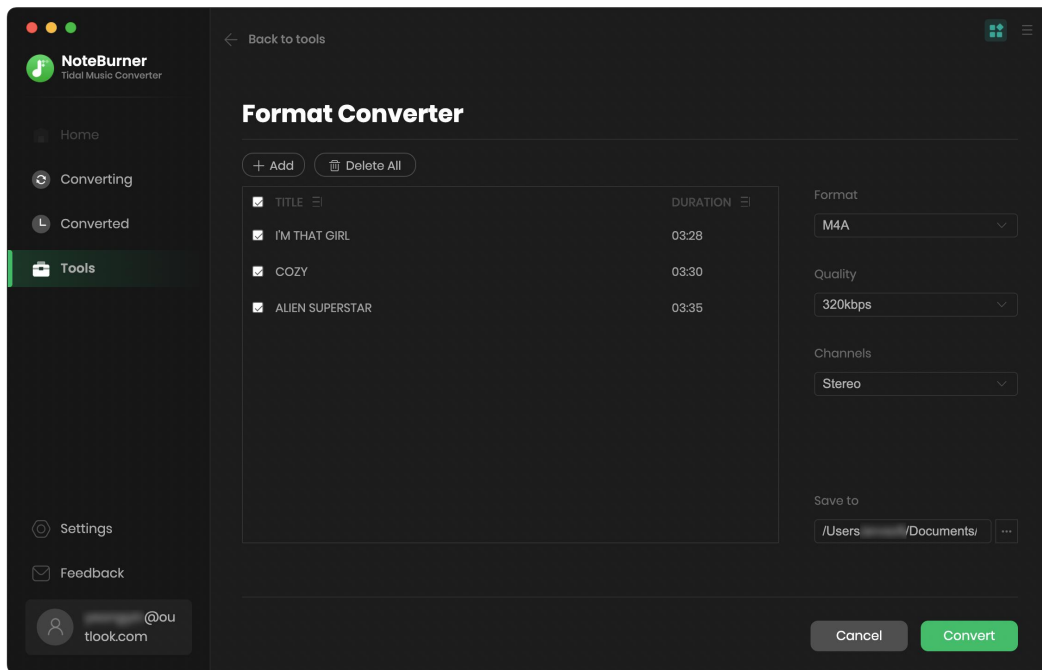 NoteBurner
Tidal Music Converter
Home
Converting
Converted
Tools
Settings
Feedback
@ou
tlook.com
Back to tools
Format Converter
+ Add
Delete All
TITLE DURATION
I'M THAT GIRL 03:28
COZY 03:30
ALIEN SUPERSTAR 03:35
Format
M4A
Quality
320kbps
Channels
Stereo
Save to
/Users /Documents/ ...
Cancel Convert